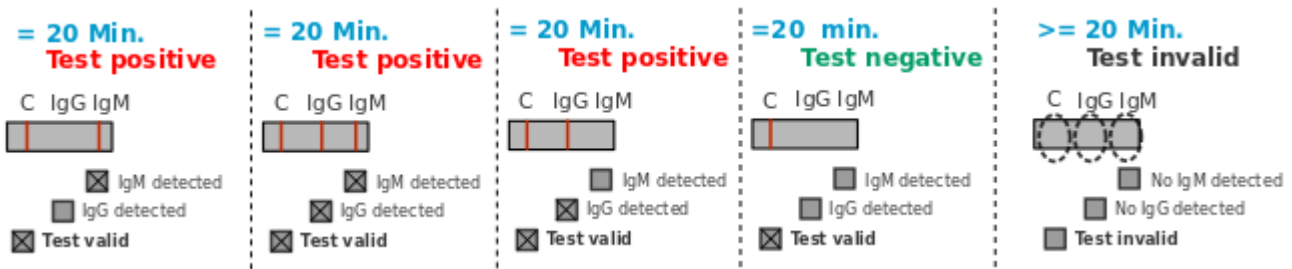 = 20 Min.
Test positive
C IgG IgM
IgM detected
IgG detected
Test valid
= 20 Min.
Test positive
C IgG IgM
IgM detected
IgG detected
Test valid
= 20 Min.
Test positive
C IgG IgM
IgM detected
IgG detected
Test valid
=20 min.
Test negative
C IgG IgM
IgM detected
IgG detected
Test valid
>= 20 Min.
Test invalid
C IgG IgM
No IgM detected
No IgG detected
Test invalid